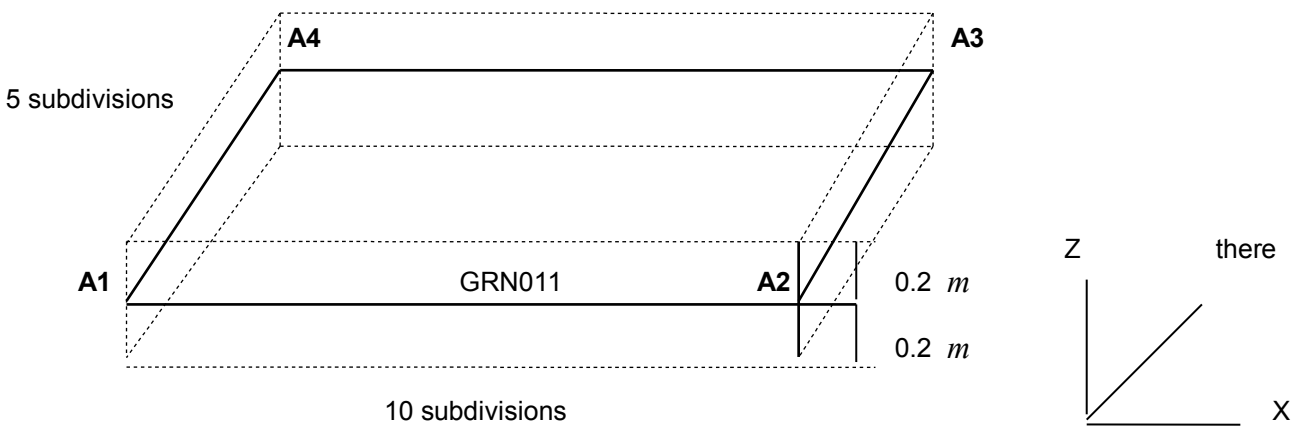 A4
A3
5 subdivisions
Z there
A1 GRN011 A2 0.2 m
0.2 m
10 subdivisions X